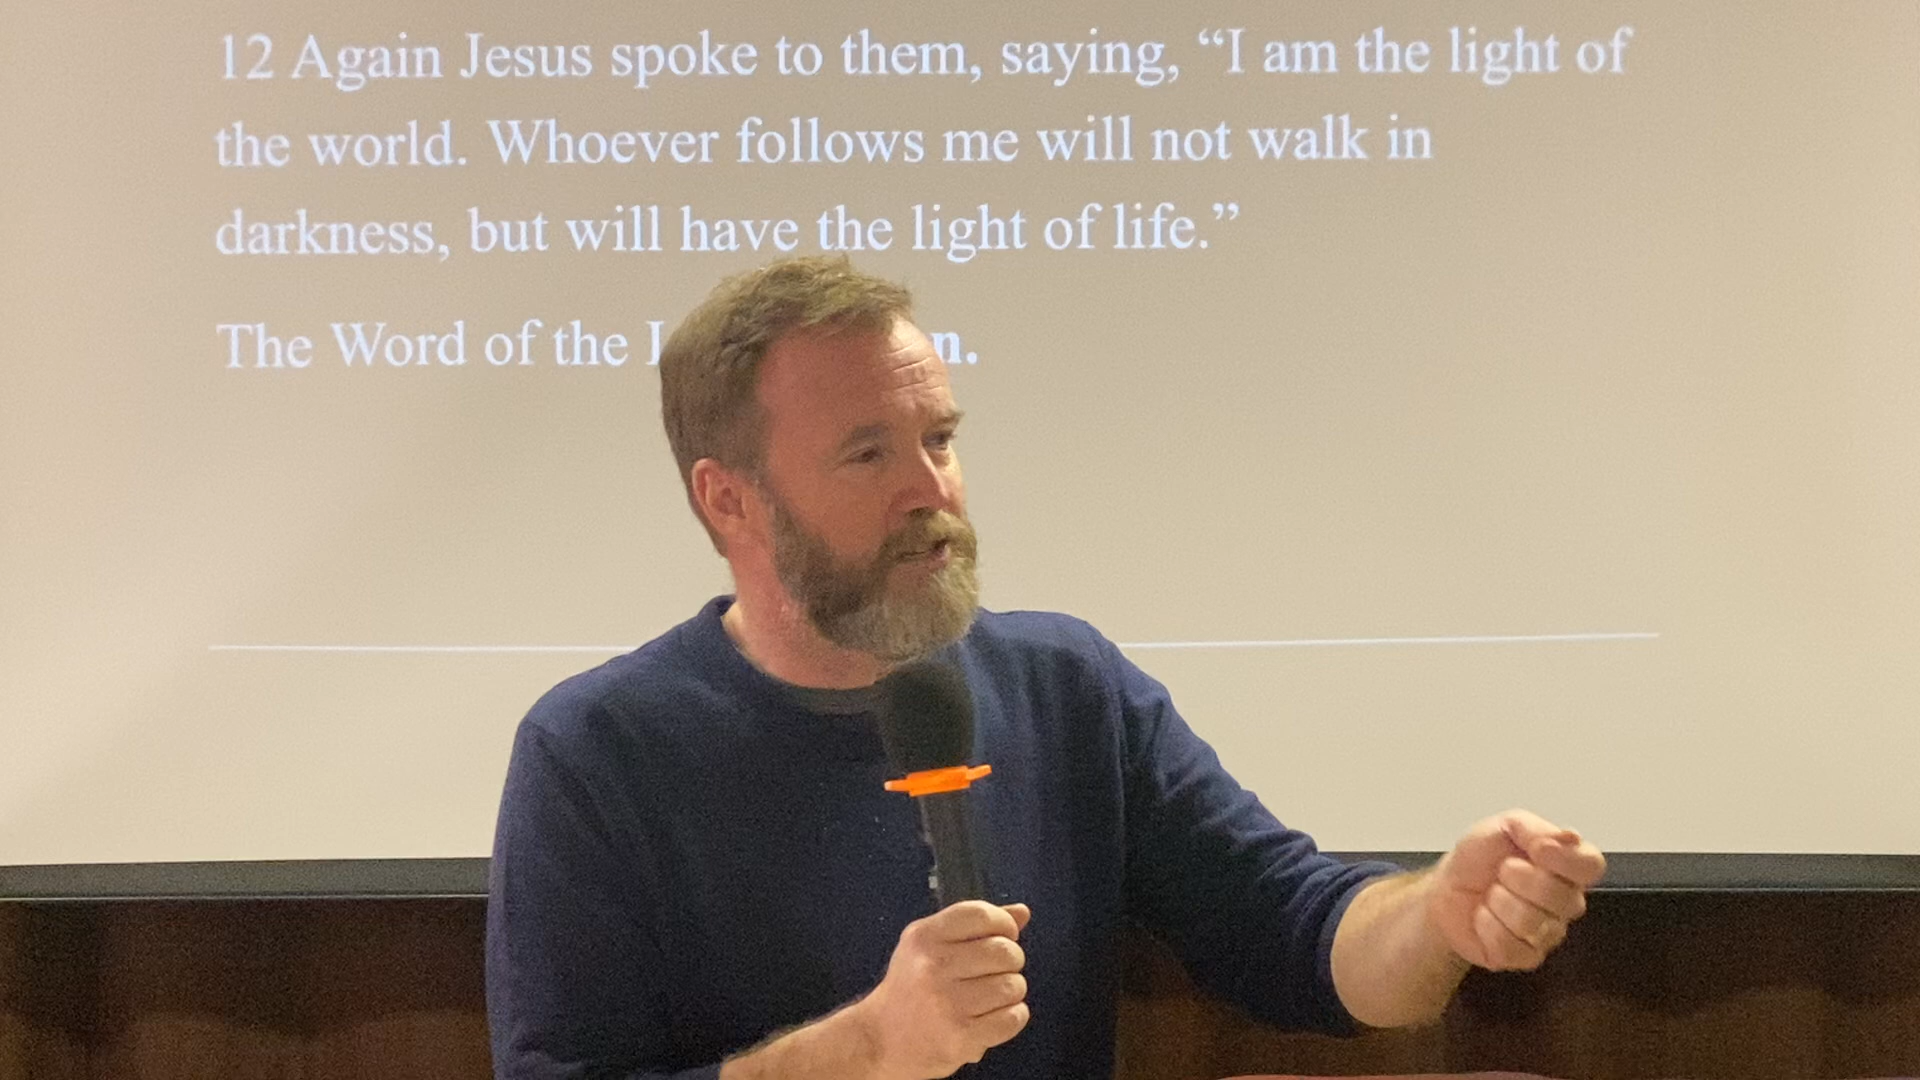 12 Again Jesus spoke to them, saying, “I am the light of
the world. Whoever follows me will not walk in
darkness, but will have the light of life.”
The Word of the